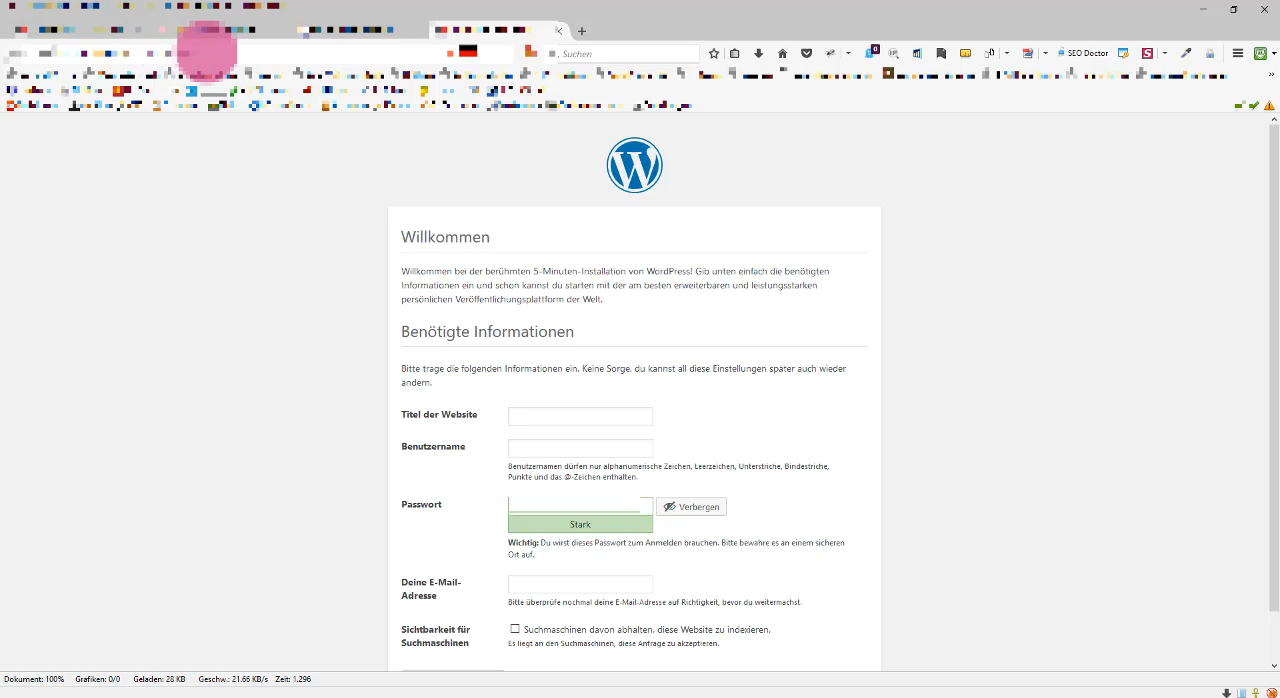 Suchen
0
SEO Doctor
S
W
Willkommen
Willkommen bei der berühmten 5-Minuten-Installation von WordPress! Gib unten einfach die benötigten
Informationen ein und schon kannst du starten mit der am besten erweiterbaren und leistungsstarken
persönlichen Veröffentlichungsplattform der Welt.
Benötigte Informationen
Bitte trage die folgenden Informationen ein. Keine Sorge, du kannst all diese Einstellungen später auch wieder
ändern.
Titel der Website
Benutzername
Benutzernamen dürfen nur alphanumerische Zeichen, Leerzeichen, Unterstriche, Bindestriche,
Punkte und das @-Zeichen enthalten.
Passwort
Verbergen
Stark
Wichtig: Du wirst dieses Passwort zum Anmelden brauchen. Bitte bewahre es an einem sicheren
Ort auf.
Deine E-Mail-
Adresse
Bitte überprüfe nochmal deine E-Mail-Adresse auf Richtigkeit, bevor du weitermachst.
Sichtbarkeit für
Suchmaschinen
Suchmaschinen davon abhalten, diese Website zu indexieren.
Es liegt an den Suchmaschinen, diese Anfrage zu akzeptieren.
Dokument: 100% Grafiken: 0/0 Geladen: 28 KB Geschw.: 21.66 KB/s Zeit: 1.296